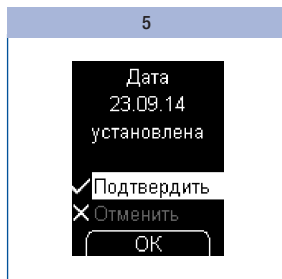 5
Дата
23.09.14
установлена
Подтвердить
Отменить
OK